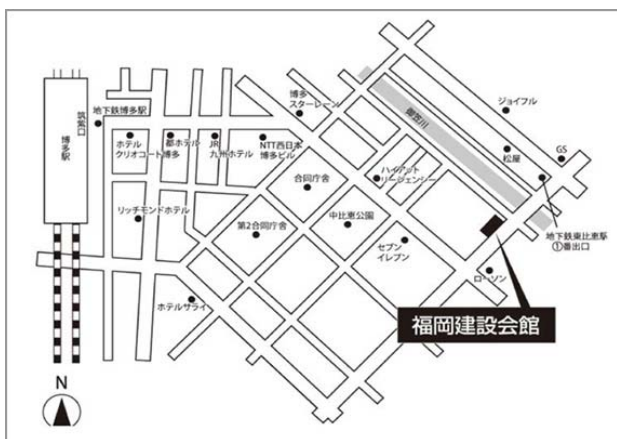 筑紫口
博多駅
地下鉄博多駅
ホテル
クリオコート博多
都ホテル
JR
九州ホテル
NTT西日本
博多ビル
博多
スターレーン
御笠川
ジョイフル
松屋
GS
地下鉄東比恵駅
①番出口
ハイアット
リージェンシー
合同庁舎
リッチモンドホテル
第2合同庁舎
中比恵公園
セブン
イレブン
ローソン
ホテルサライ
福岡建設会館
N